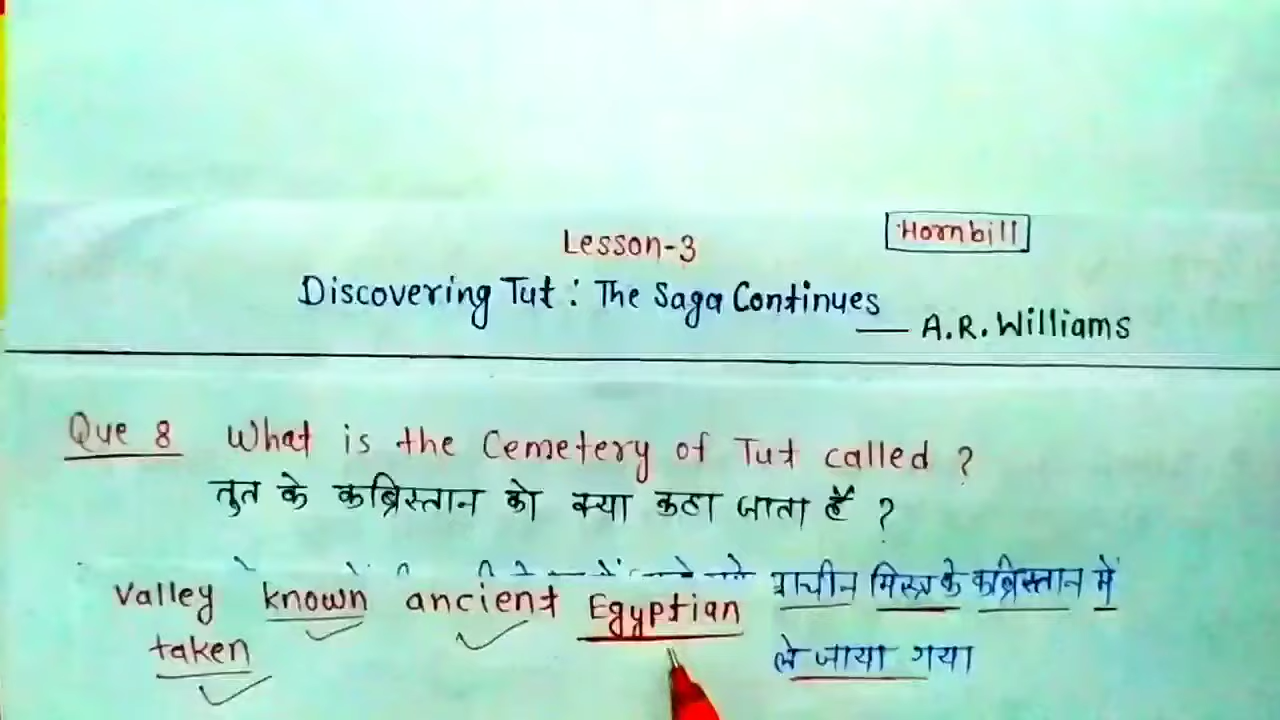 Hornbill
Lesson-3
Discovering Tut : The Saga Continues
— A.R. Williams
Que 8 What is the Cemetery of Tut called ?
तुत के कब्रिस्तान को क्या कहा जाता है ?
Valley known ancient Egyptian प्राचीन मिस्त्र के कब्रिस्तान में
taken ले जाया गया